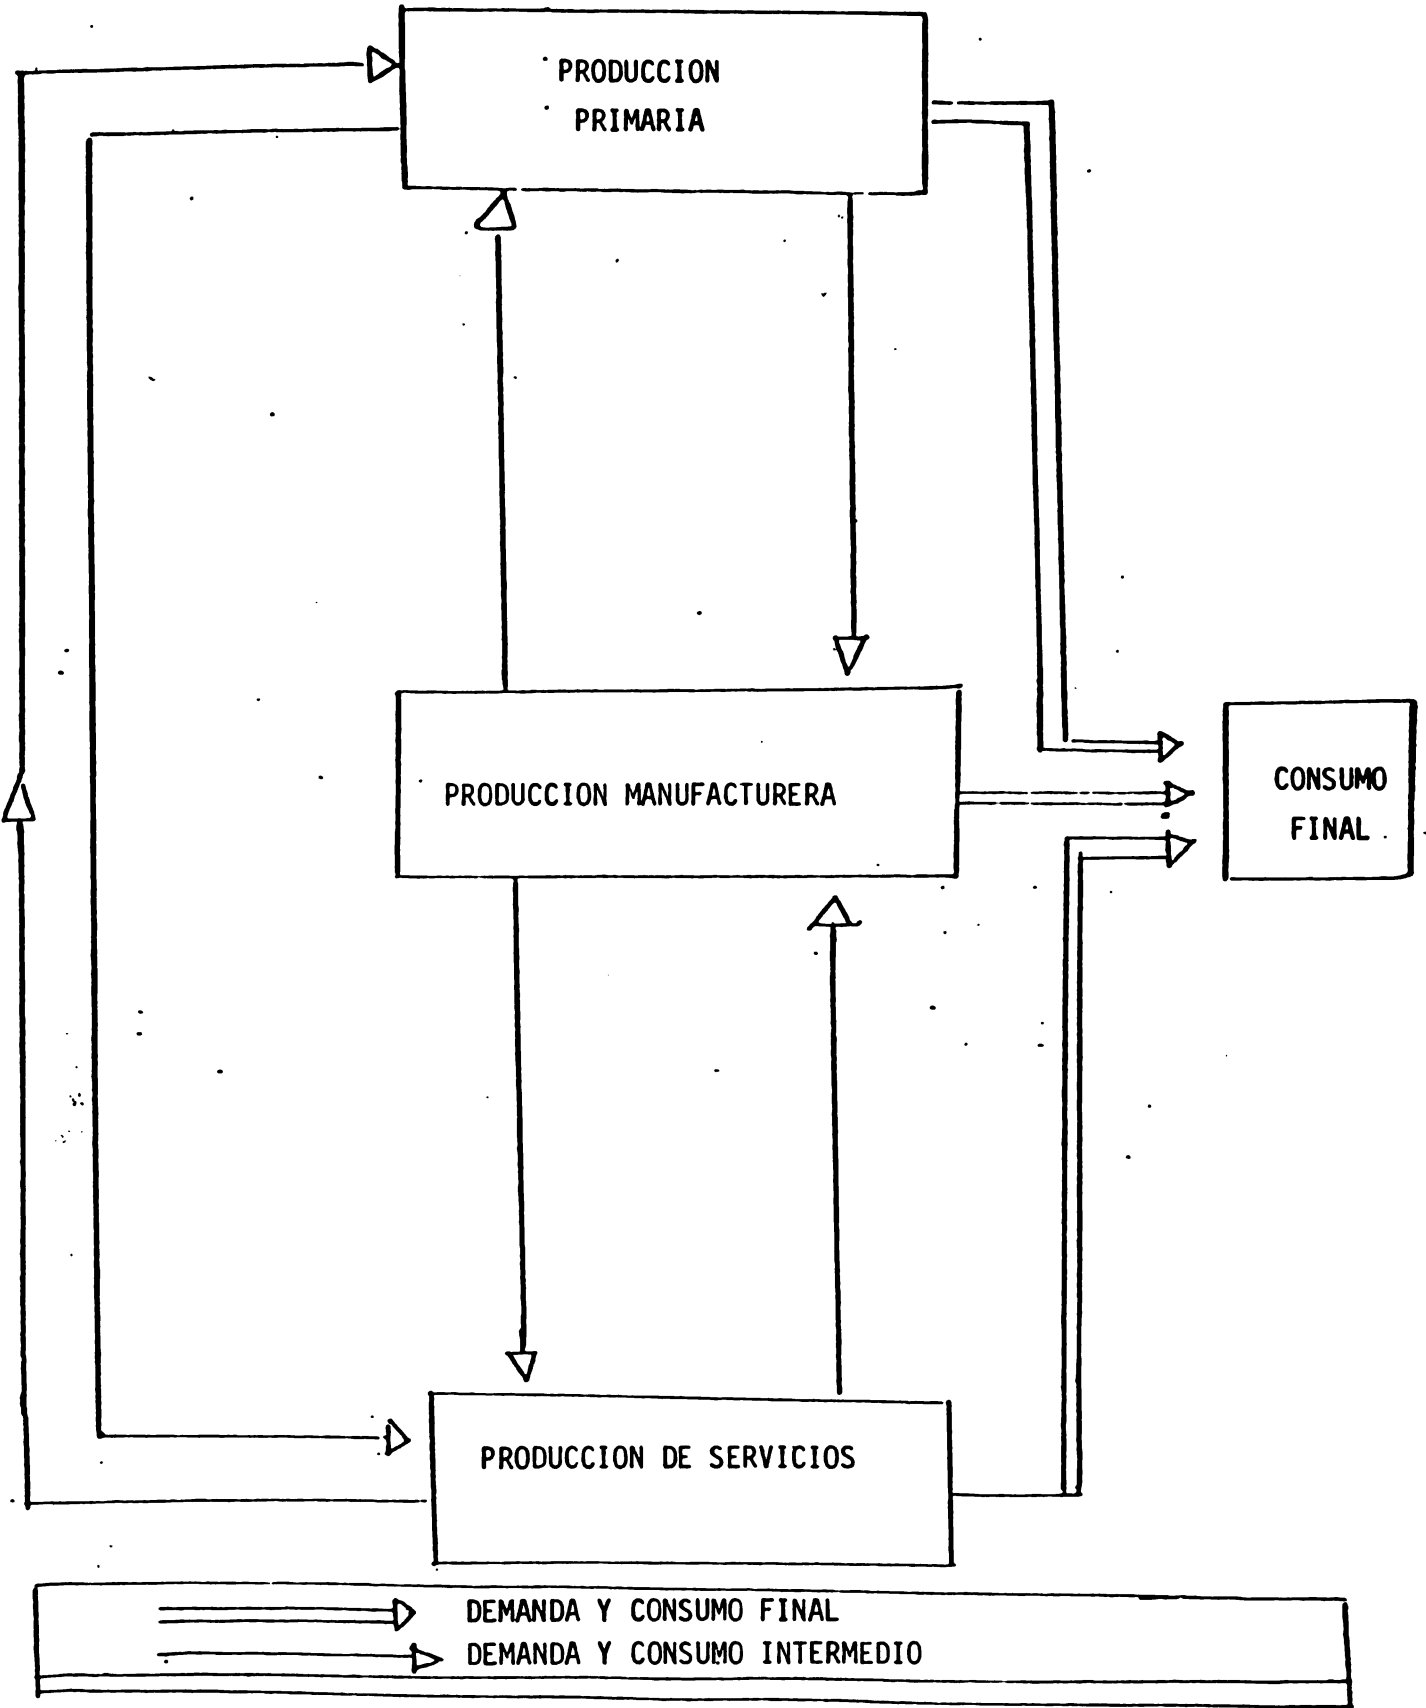 PRODUCCION
PRIMARIA
PRODUCCION MANUFACTURERA
CONSUMO
FINAL
PRODUCCION DE SERVICIOS
DEMANDA Y CONSUMO FINAL
DEMANDA Y CONSUMO INTERMEDIO